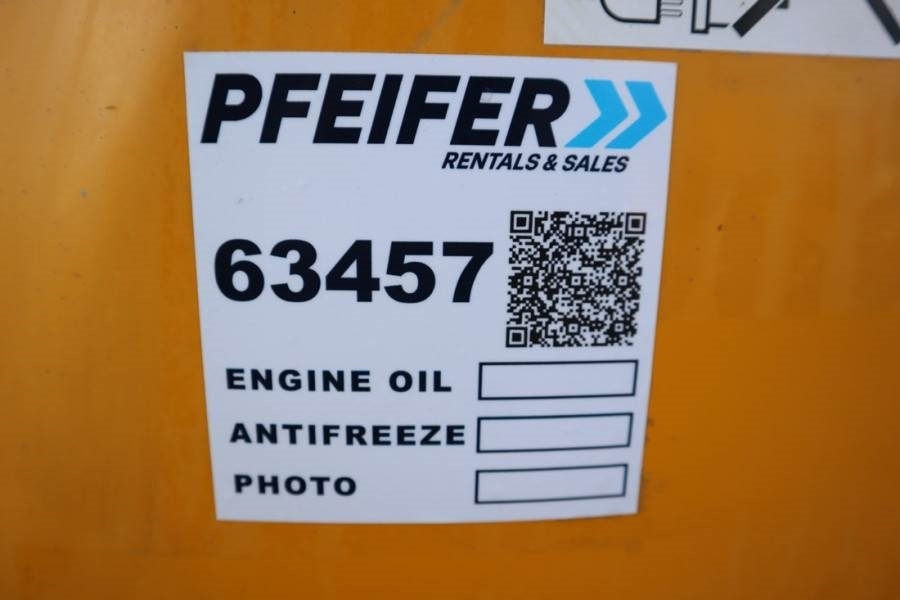 PFEIFER
RENTALS & SALES
63457
ENGINE OIL
ANTIFREEZE
PHOTO